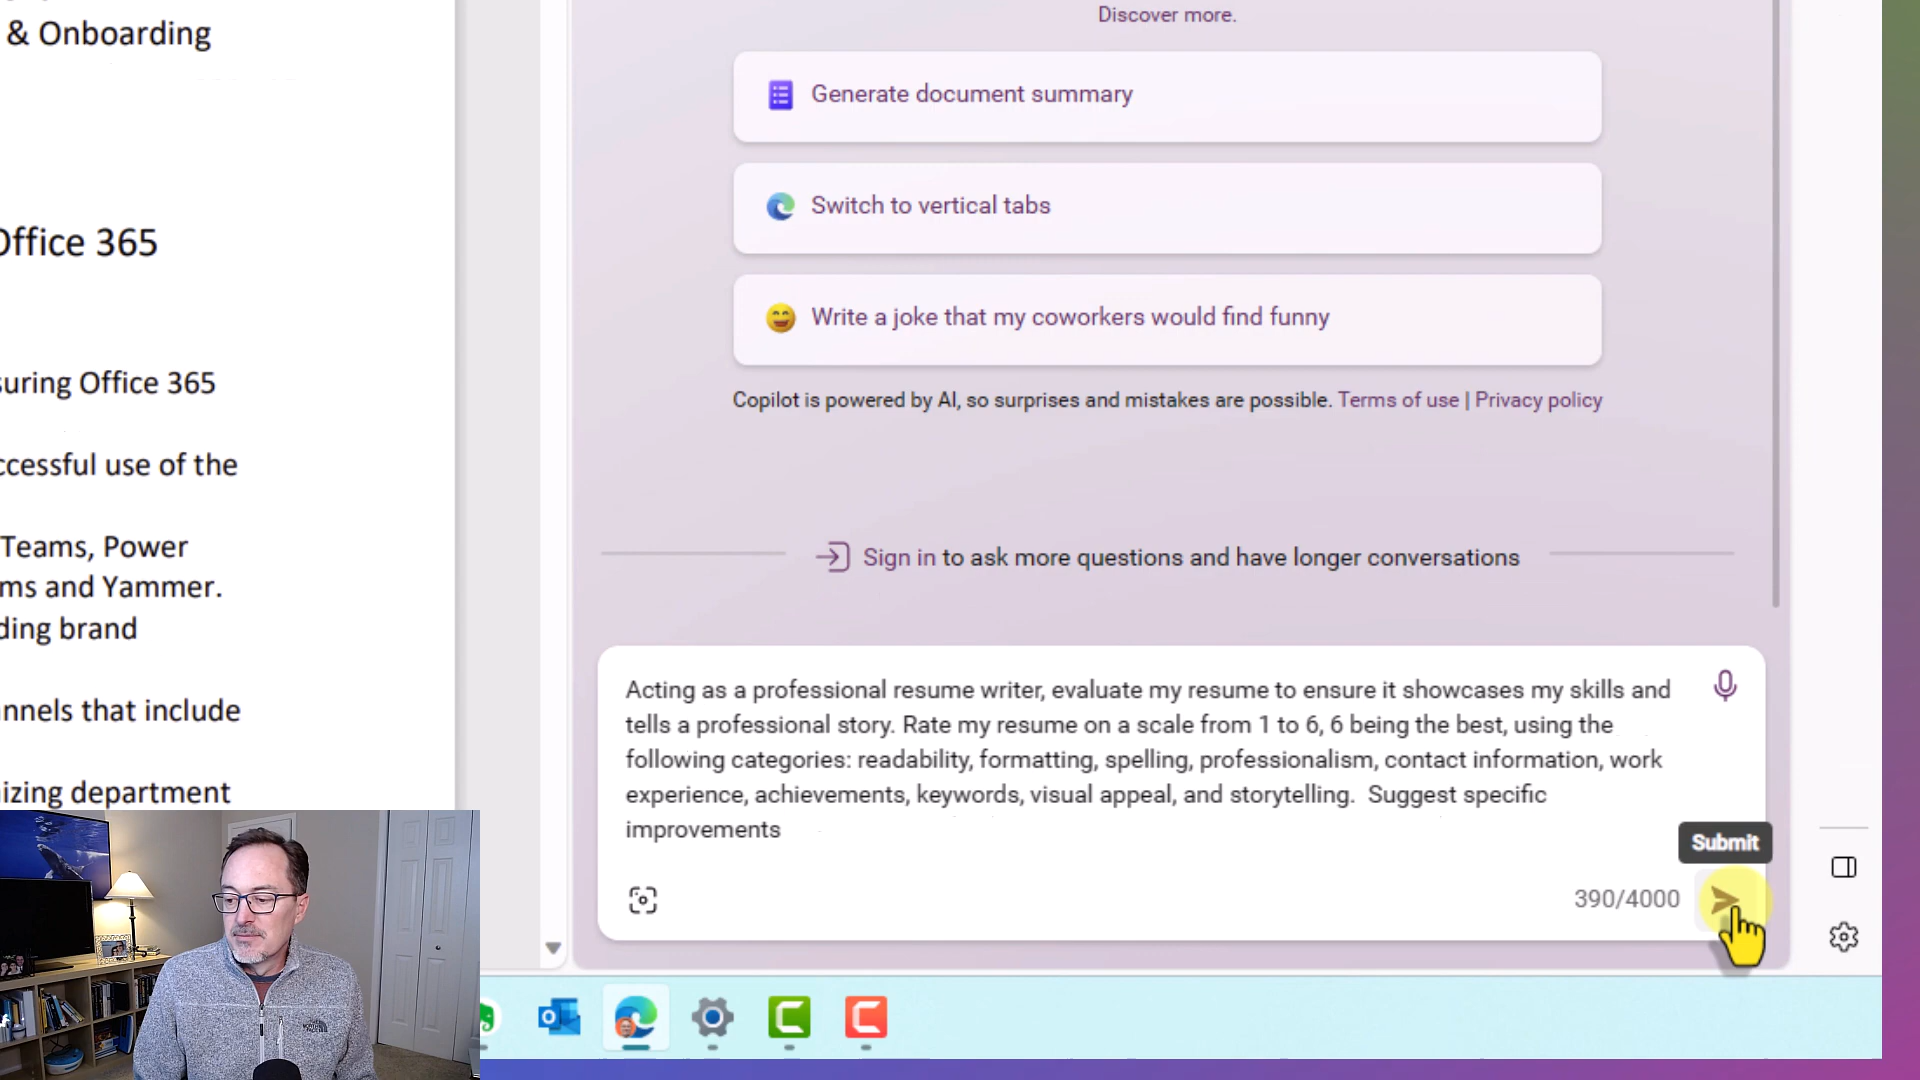 & Onboarding
Office 365
suring Office 365
ccessful use of the
Teams, Power
ms and Yammer.
ding brand
nnels that include
izing department
Discover more.
Generate document summary
Switch to vertical tabs
Write a joke that my coworkers would find funny
Copilot is powered by AI, so surprises and mistakes are possible. Terms of use | Privacy policy
Sign in to ask more questions and have longer conversations
Acting as a professional resume writer, evaluate my resume to ensure it showcases my skills and
tells a professional story. Rate my resume on a scale from 1 to 6, 6 being the best, using the
following categories: readability, formatting, spelling, professionalism, contact information, work
experience, achievements, keywords, visual appeal, and storytelling.  Suggest specific
improvements
Submit
390/4000